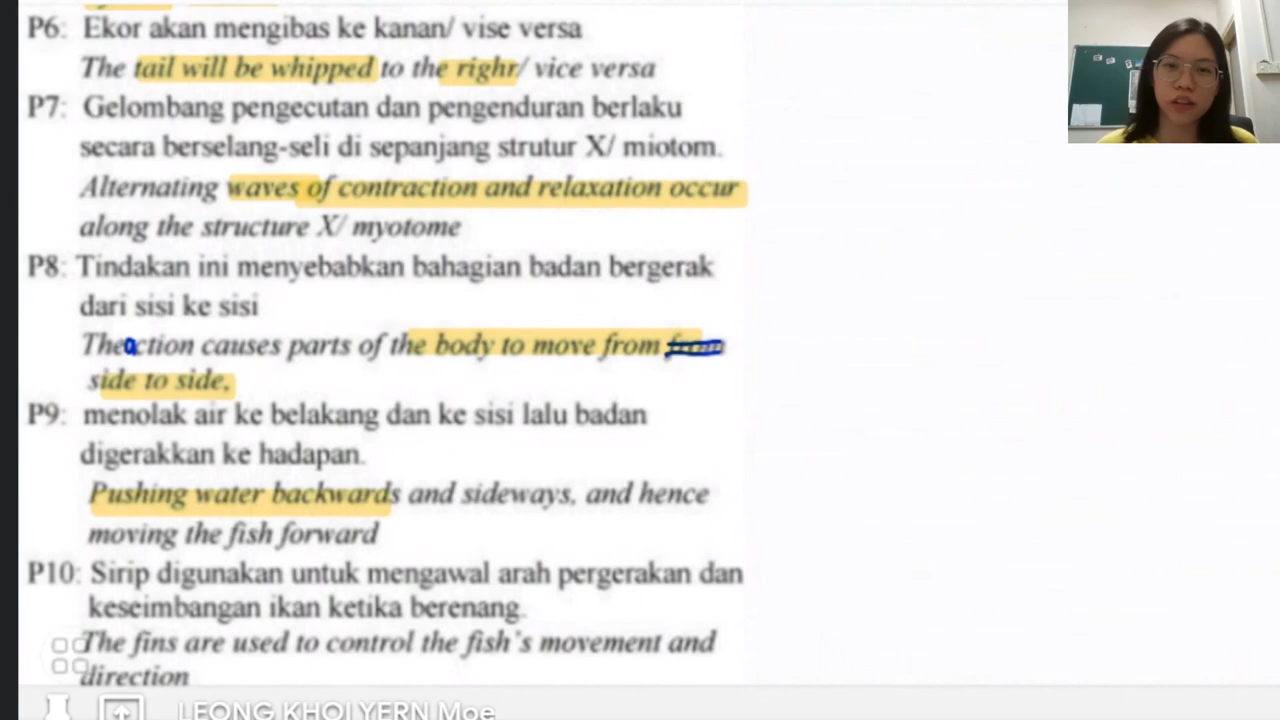 P6: Ekor akan mengibas ke kanan/ vise versa
The tail will be whipped to the righr/ vice versa
P7: Gelombang pengecutan dan pengenduran berlaku
secara berselang-seli di sepanjang strutur X/ miotom.
Alternating waves of contraction and relaxation occur
along the structure X/ myotome
P8: Tindakan ini menyebabkan bahagian badan bergerak
dari sisi ke sisi
The action causes parts of the body to move from
side to side,
P9: menolak air ke belakang dan ke sisi lalu badan
digerakkan ke hadapan.
Pushing water backwards and sideways, and hence
moving the fish forward
P10: Sirip digunakan untuk mengawal arah pergerakan dan
keseimbangan ikan ketika berenang.
The fins are used to control the fish's movement and
direction
LEONG KHOI YERN Moe